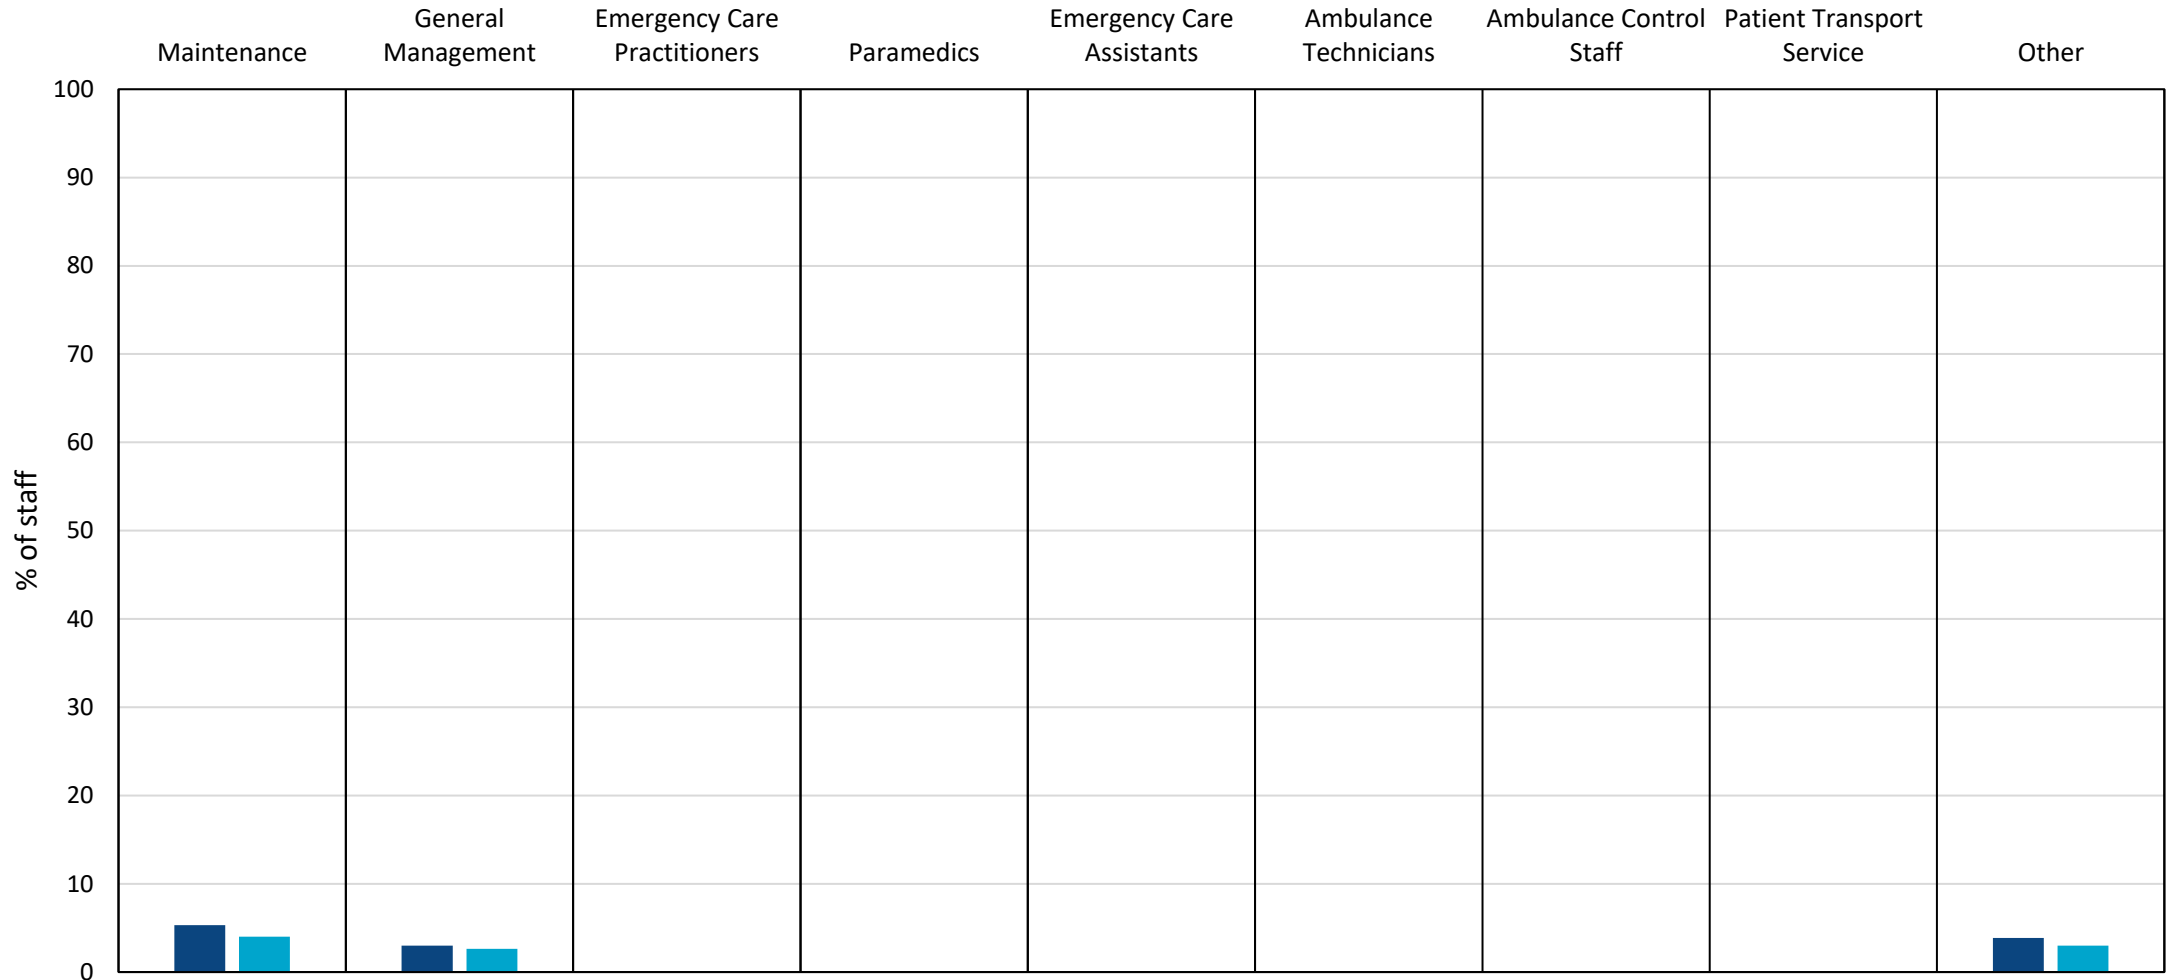 Maintenance
General
Management
Emergency Care
Practitioners
Paramedics
Emergency Care
Assistants
Ambulance
Technicians
Ambulance Control
Staff
Patient Transport
Service
Other
% of staff
100
90
80
70
60
50
40
30
20
10
0